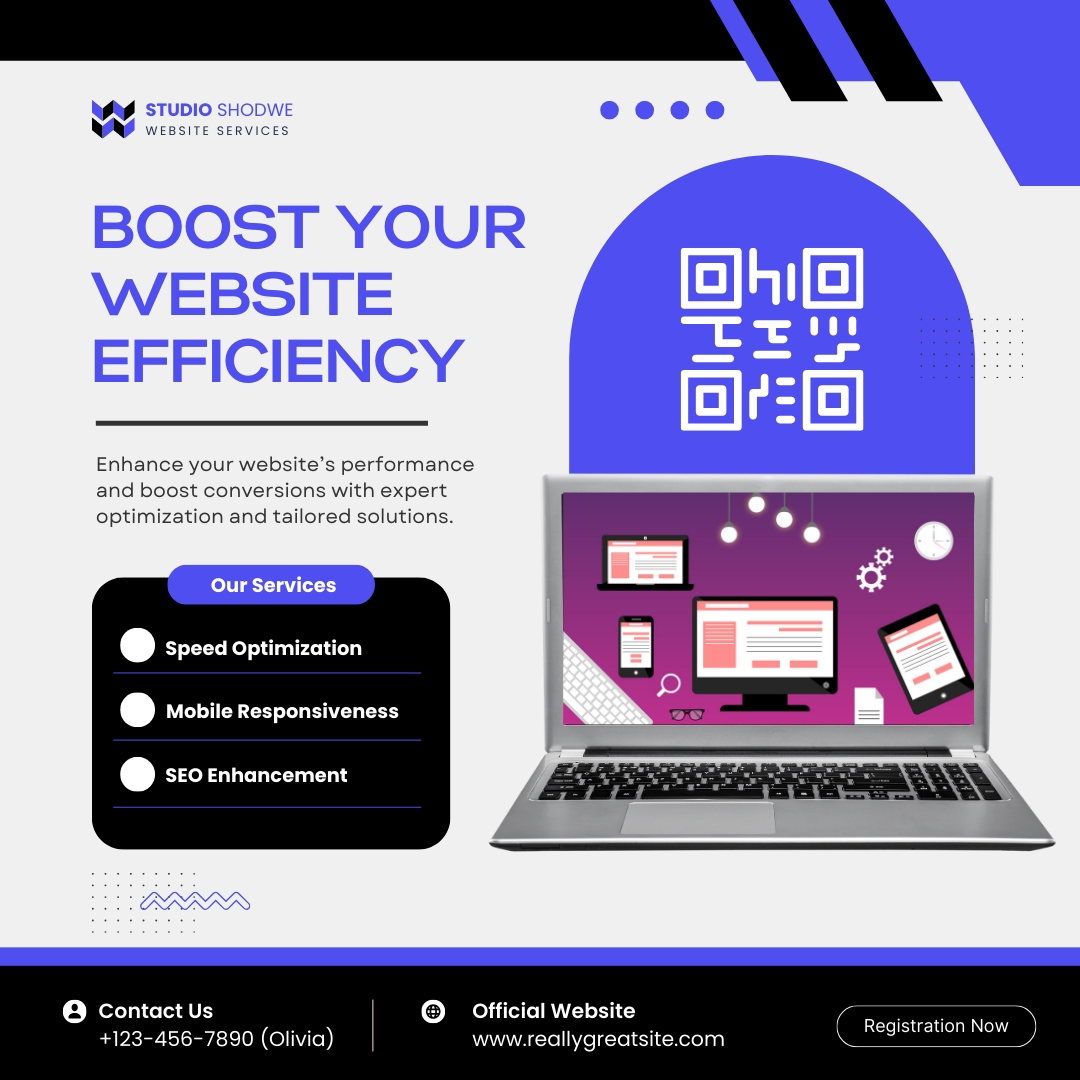 STUDIO SHODWE
WEBSITE SERVICES
BOOST YOUR
WEBSITE
EFFICIENCY
Enhance your website’s performance
and boost conversions with expert
optimization and tailored solutions.
Our Services
Speed Optimization
Mobile Responsiveness
SEO Enhancement
Contact Us
+123-456-7890 (Olivia)
Official Website
www.reallygreatsite.com
Registration Now